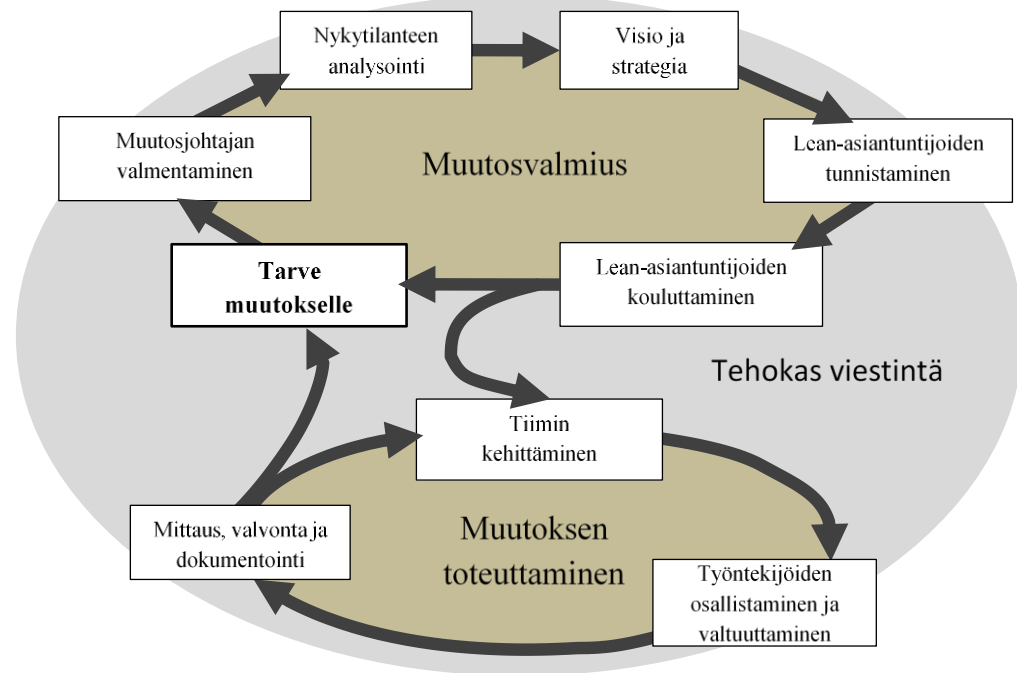 Nykytilanteen
analysointi
Visio ja
strategia
Muutosjohtajan
valmentaminen
Muutosvalmius
Lean-asiantuntijoiden
tunnistaminen
Tarve
muutokselle
Lean-asiantuntijoiden
kouluttaminen
Tehokas viestintä
Tiimin
kehittäminen
Mittaus, valvonta ja
dokumentointi
Muutoksen
toteuttaminen
Työntekijöiden
osallistaminen ja
valtuuttaminen